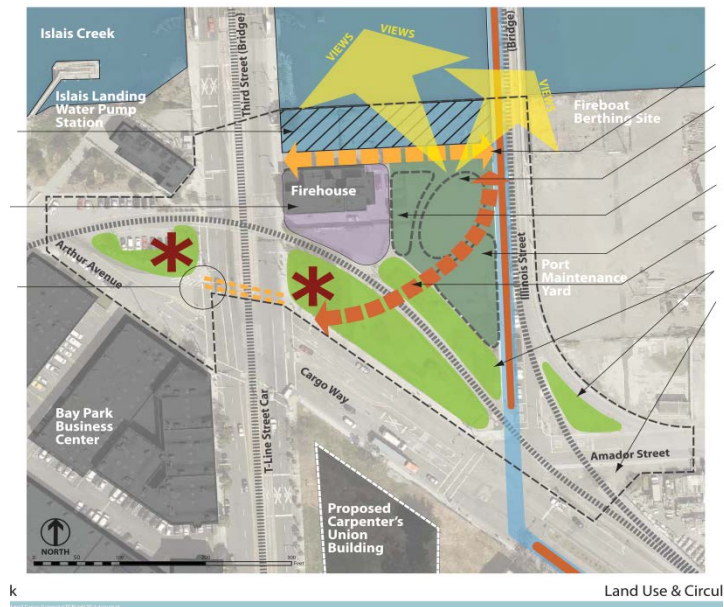 Islais Creek
Islais Landing
Water Pump
Station
Third Street (Bridge)
VIEWS
VIEWS
VIEWS
(Bridge)
Fireboat
Berthing Site
Firehouse
Arthur Avenue
Illinois Street
Port
Maintenance
Yard
Cargo Way
T-Line Street Car
Bay Park
Business
Center
Amador Street
Proposed
Carpenter's
Union
Building
NORTH
k
Land Use & Circul